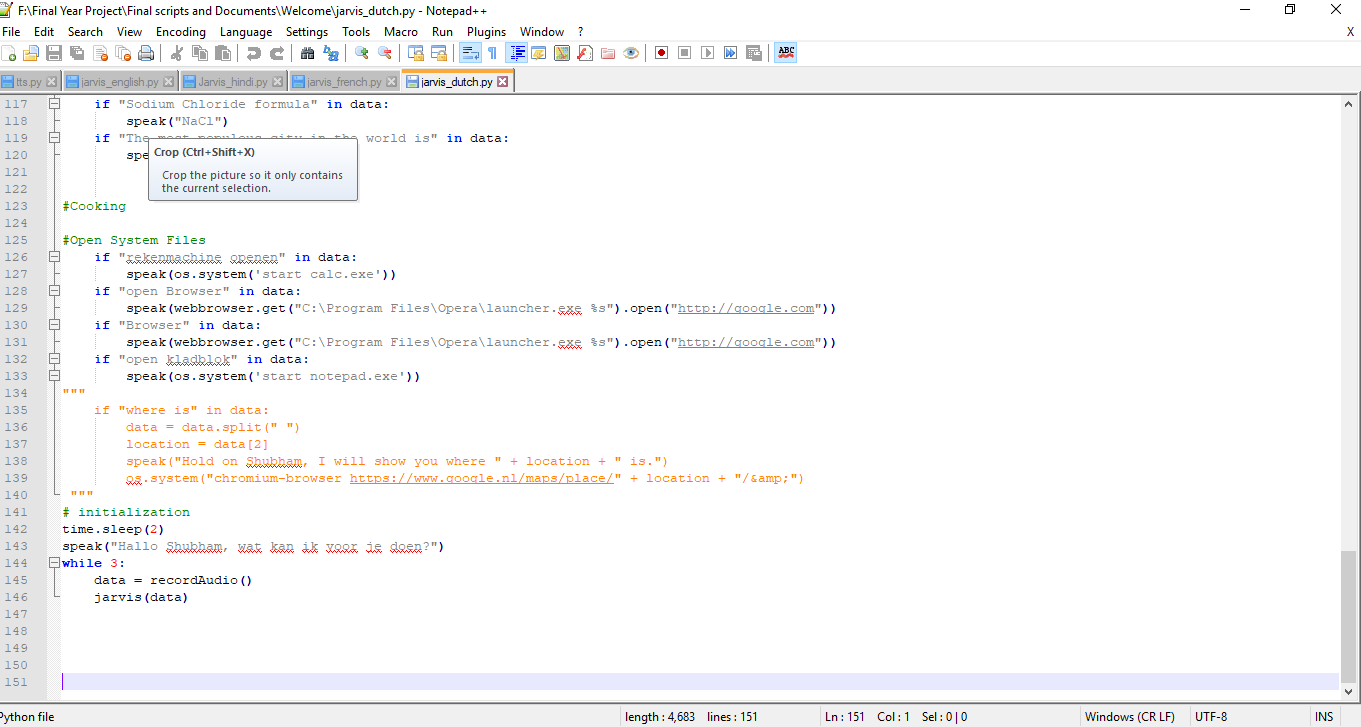 F:\Final Year Project\Final scripts and Documents\Welcome\jarvis_dutch.py - Notepad++
File Edit Search View Encoding Language Settings Tools Macro Run Plugins Window ? X
ABC
tts.py jarvis_english.py Jarvis_hindi.py jarvis_french.py jarvis_dutch.py
117 if "Sodium Chloride formula" in data:
118 speak("NaCl")
119 if "The most populous city in the world is" in data:
120 spe
Crop (Ctrl+Shift+X)
121
Crop the picture so it only contains
122
the current selection.
123 #Cooking
124
125 #Open System Files
126 if "rekenmachine openen" in data:
127 speak(os.system('start calc.exe'))
128 if "open Browser" in data:
129 speak(webbrowser.get("C:\Program Files\Opera\launcher.exe %s").open("http://google.com"))
130 if "Browser" in data:
131 speak(webbrowser.get("C:\Program Files\Opera\launcher.exe %s").open("http://google.com"))
132 if "open kladblok" in data:
133 speak(os.system('start notepad.exe'))
134 """
135 if "where is" in data:
136 data = data.split(" ")
137 location = data[2]
138 speak("Hold on Shubham, I will show you where " + location + " is.")
139 os.system("chromium-browser https://www.google.nl/maps/place/" + location + "/&amp;")
140 """
141 # initialization
142 time.sleep(2)
143 speak("Hallo Shubham, wat kan ik voor je doen?")
144 while 3:
145 data = recordAudio()
146 jarvis(data)
147
148
149
150
151
Python file length : 4,683 lines : 151 Ln : 151 Col : 1 Sel : 0 | 0 Windows (CR LF) UTF-8 INS